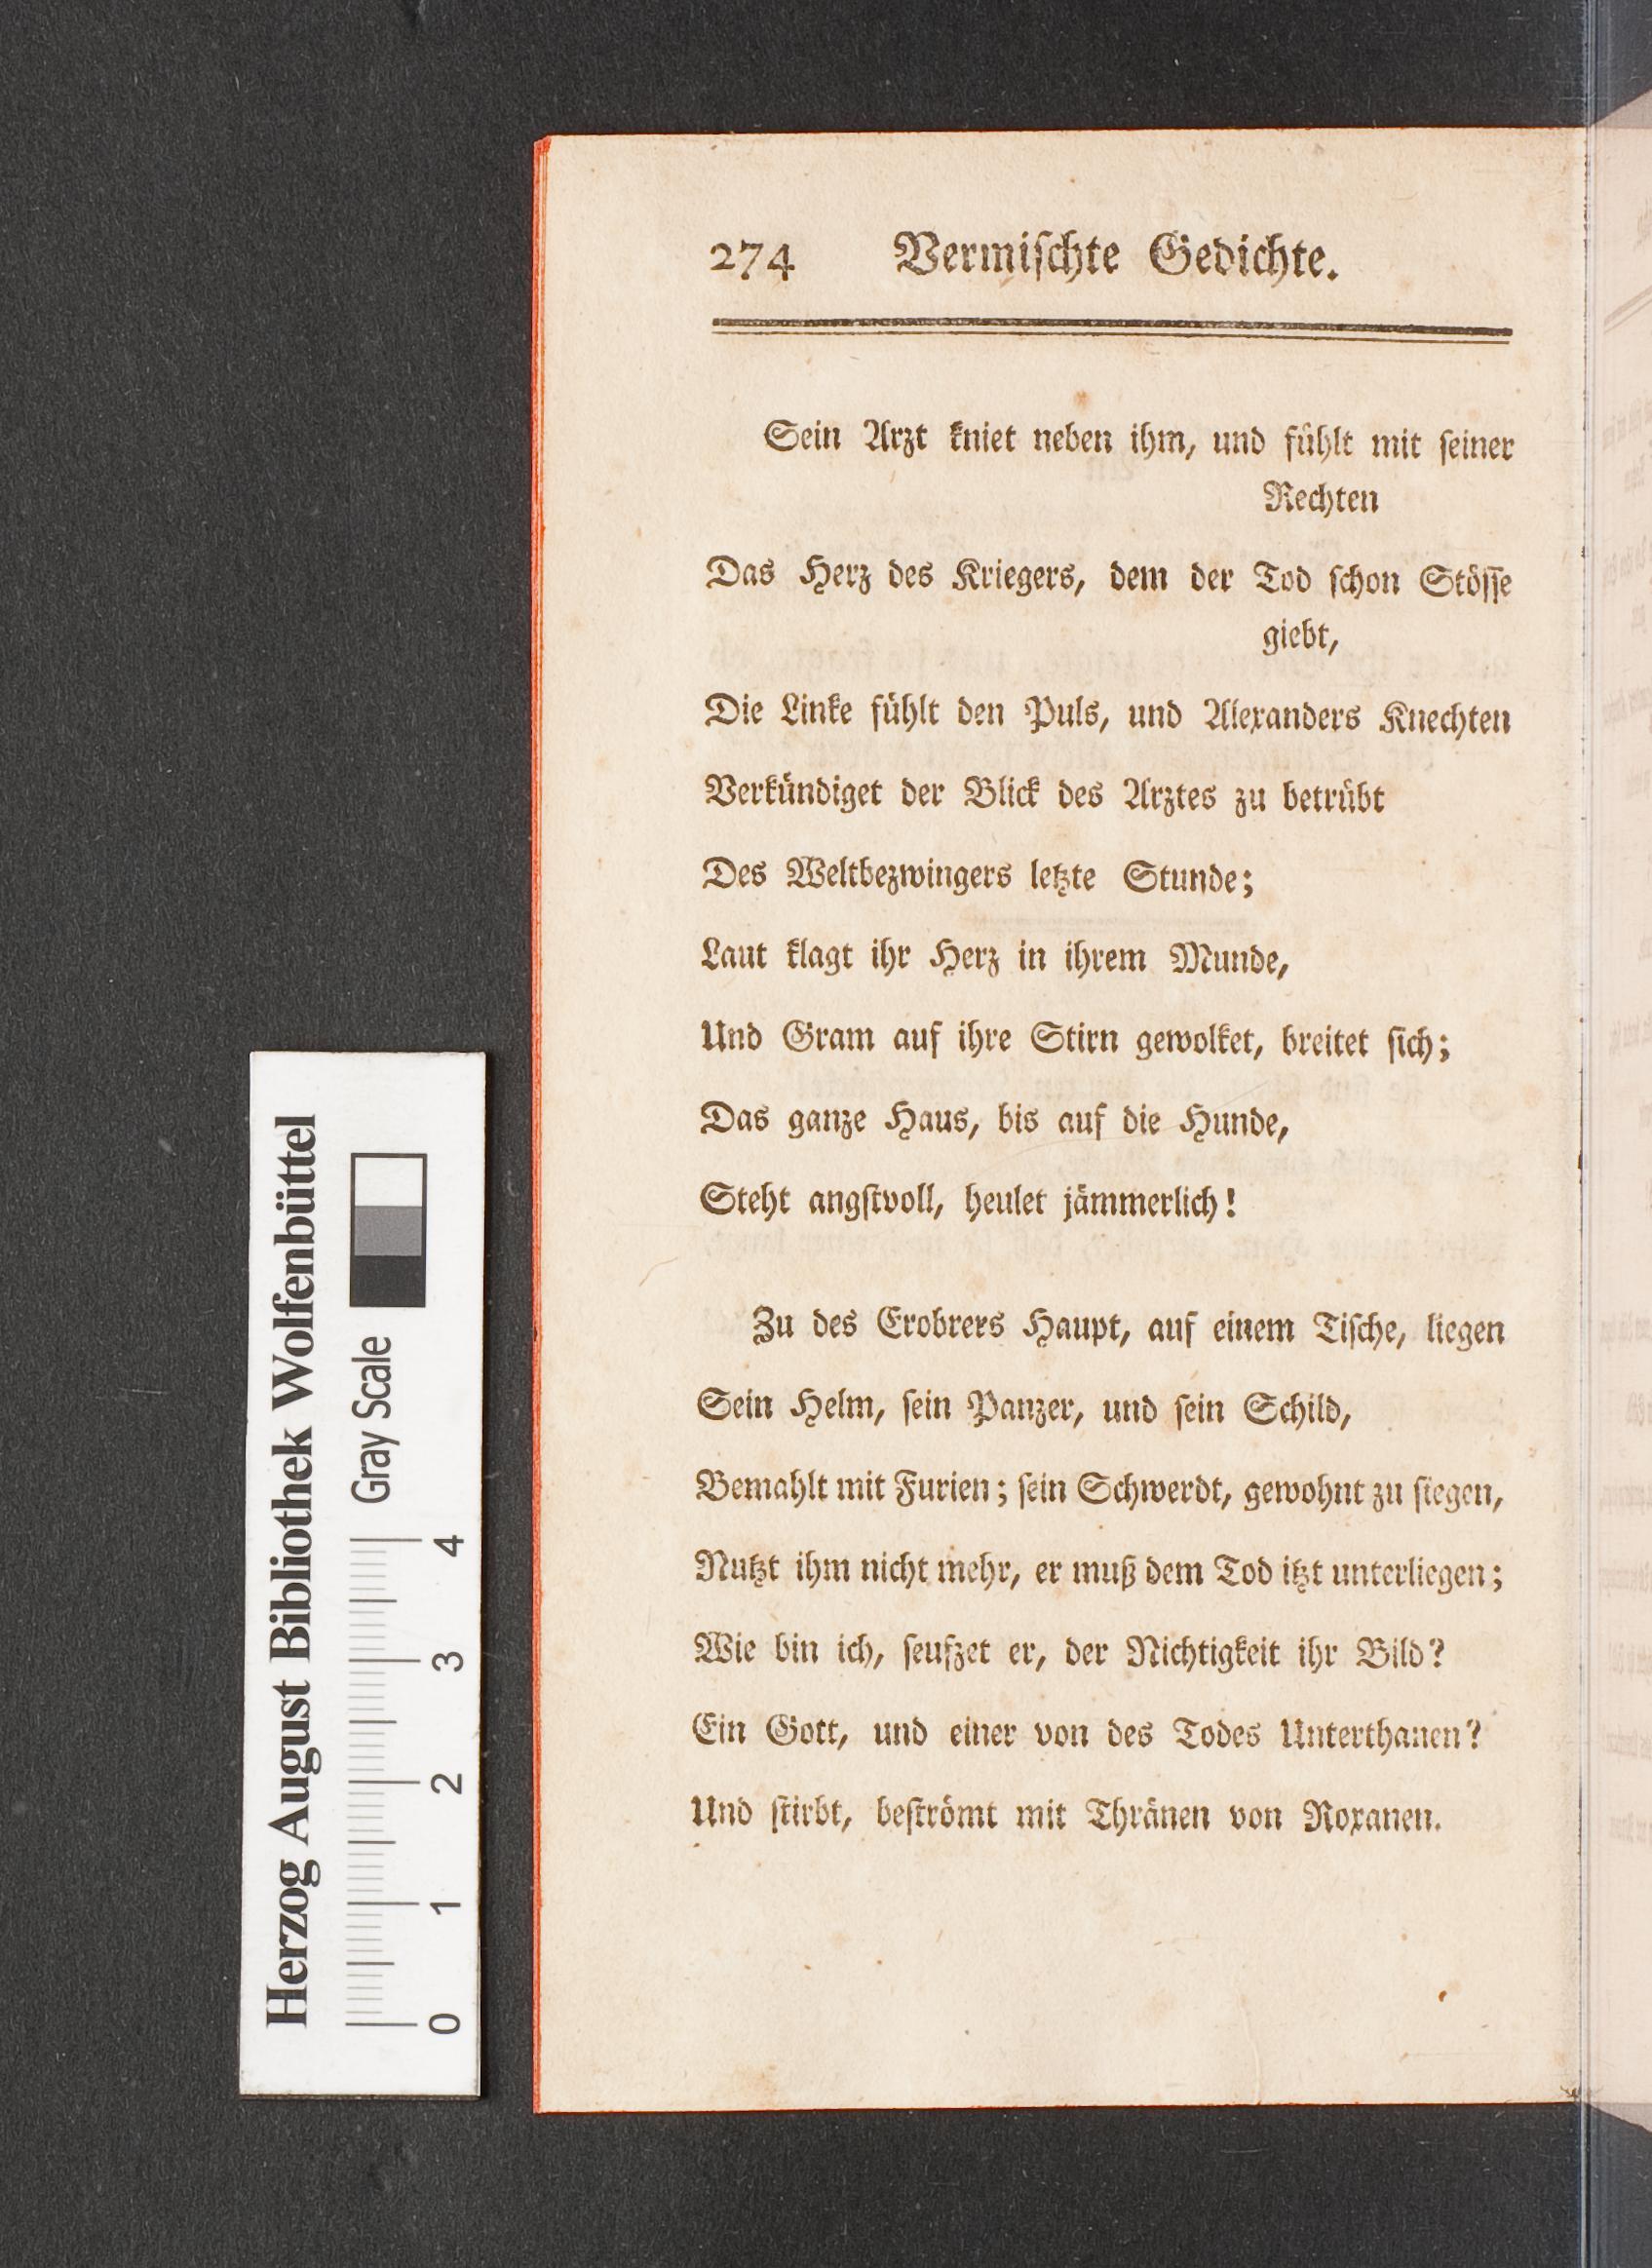 274 Vermiſchte Gedichte.
Sein Arzt kniet neben ihm, und fühlt mit ſeiner
Rechten
Das Herz des Kriegers, dem der Tod ſchon Stöſſe
giebt,
Die Linke fühlt den Puls, und Alexanders Knechten
Verkündiget der Blick des Arztes zu betrübt
Des Weltbezwingers letzte Stunde;
Laut klagt ihr Herz in ihrem Munde,
Und Gram auf ihre Stirn gewolket, breitet ſich;
Das ganze Haus, bis auf die Hunde,
Steht angſtvoll, heulet jämmerlich!
Zu des Erobrers Haupt, auf einem Tiſche, liegen
Sein Helm, ſein Panzer, und ſein Schild,
Bemahlt mit Furien; ſein Schwerdt, gewohnt zu ſiegen,
Nutzt ihm nicht mehr, er muß dem Tod itzt unterliegen;
Wie bin ich, ſeufzet er, der Nichtigkeit ihr Bild?
Ein Gott, und einer von des Todes Unterthanen?
Und ſtirbt, beſtrömt mit Thränen von Roxanen.
Herzog August Bibliothek Wolfenbüttel
Gray Scale
0 1 2 3 4